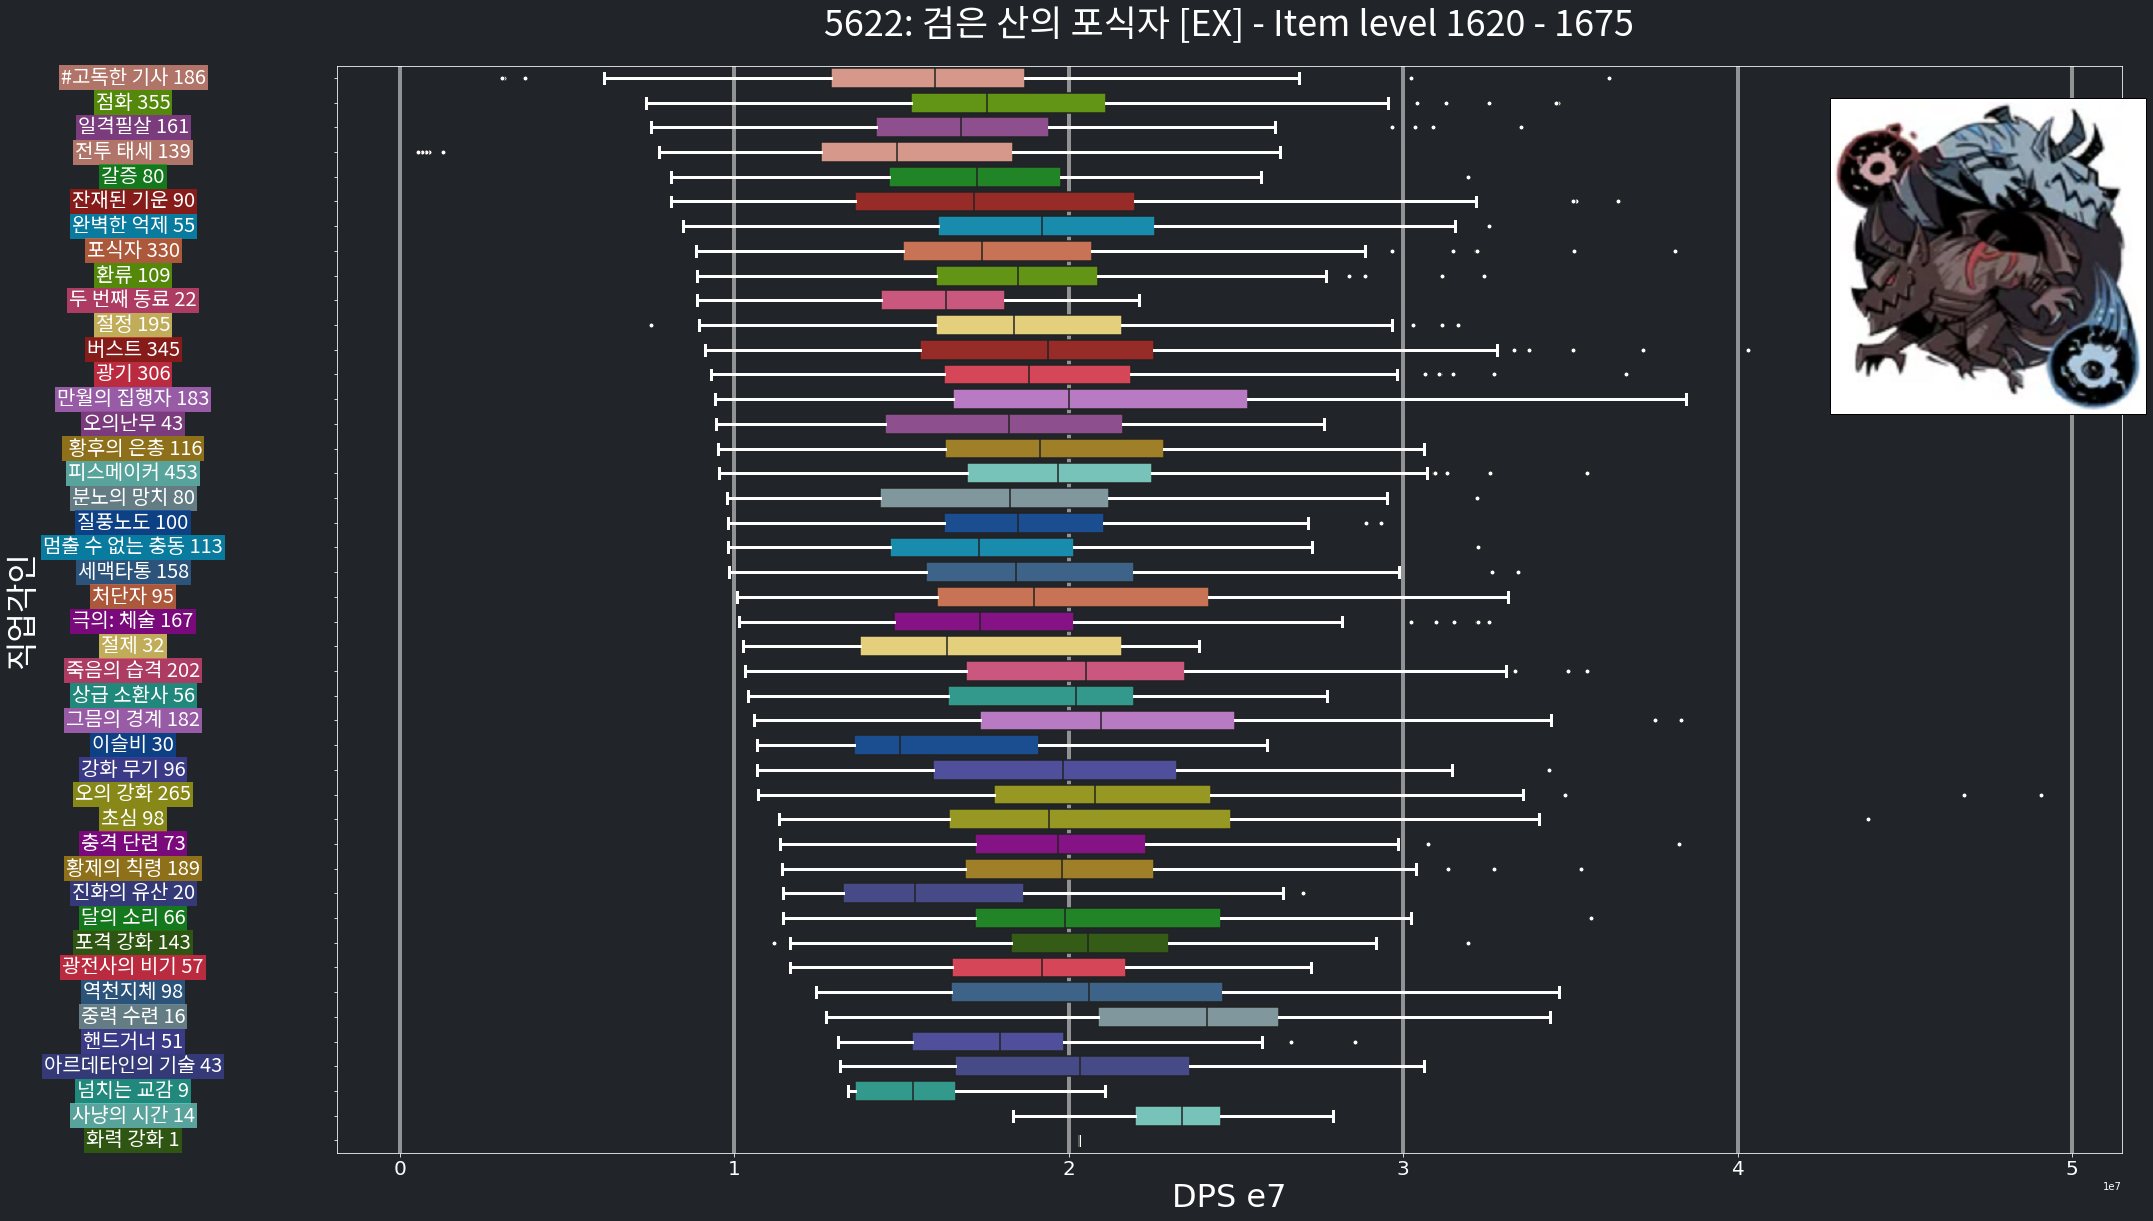 5622: 검은 산의 포식자 [EX] - Item level 1620 - 1675
#고독한 기사 186
점화 355
일격필살 161
전투 태세 139
갈증 80
잔재된 기운 90
완벽한 억제 55
포식자 330
환류 109
두 번째 동료 22
절정 195
버스트 345
광기 306
만월의 집행자 183
오의난무 43
황후의 은총 116
피스메이커 453
분노의 망치 80
질풍노도 100
멈출 수 없는 충동 113
세맥타통 158
처단자 95
극의: 체술 167
절제 32
죽음의 습격 202
상급 소환사 56
그믐의 경계 182
이슬비 30
강화 무기 96
오의 강화 265
초심 98
충격 단련 73
황제의 칙령 189
진화의 유산 20
달의 소리 66
포격 강화 143
광전사의 비기 57
역천지체 98
중력 수련 16
핸드거너 51
아르데타인의 기술 43
넘치는 교감 9
사냥의 시간 14
화력 강화 1
직업각인
0 1 2 3 4 5
1e7
DPS e7